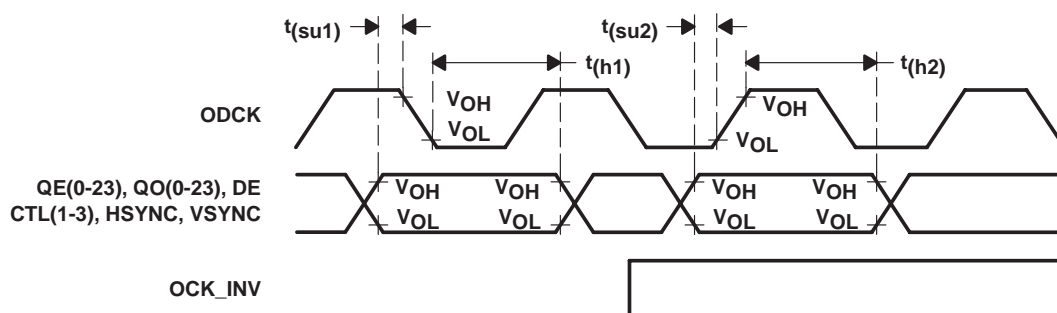 t(su1)
t(su2)
t(h1)
t(h2)
ODCK
VOH
VOL
VOH
VOL
QE(0-23), QO(0-23), DE
CTL(1-3), HSYNC, VSYNC
VOH
VOH
VOH
VOH
VOL
VOL
VOL
VOL
OCK_INV